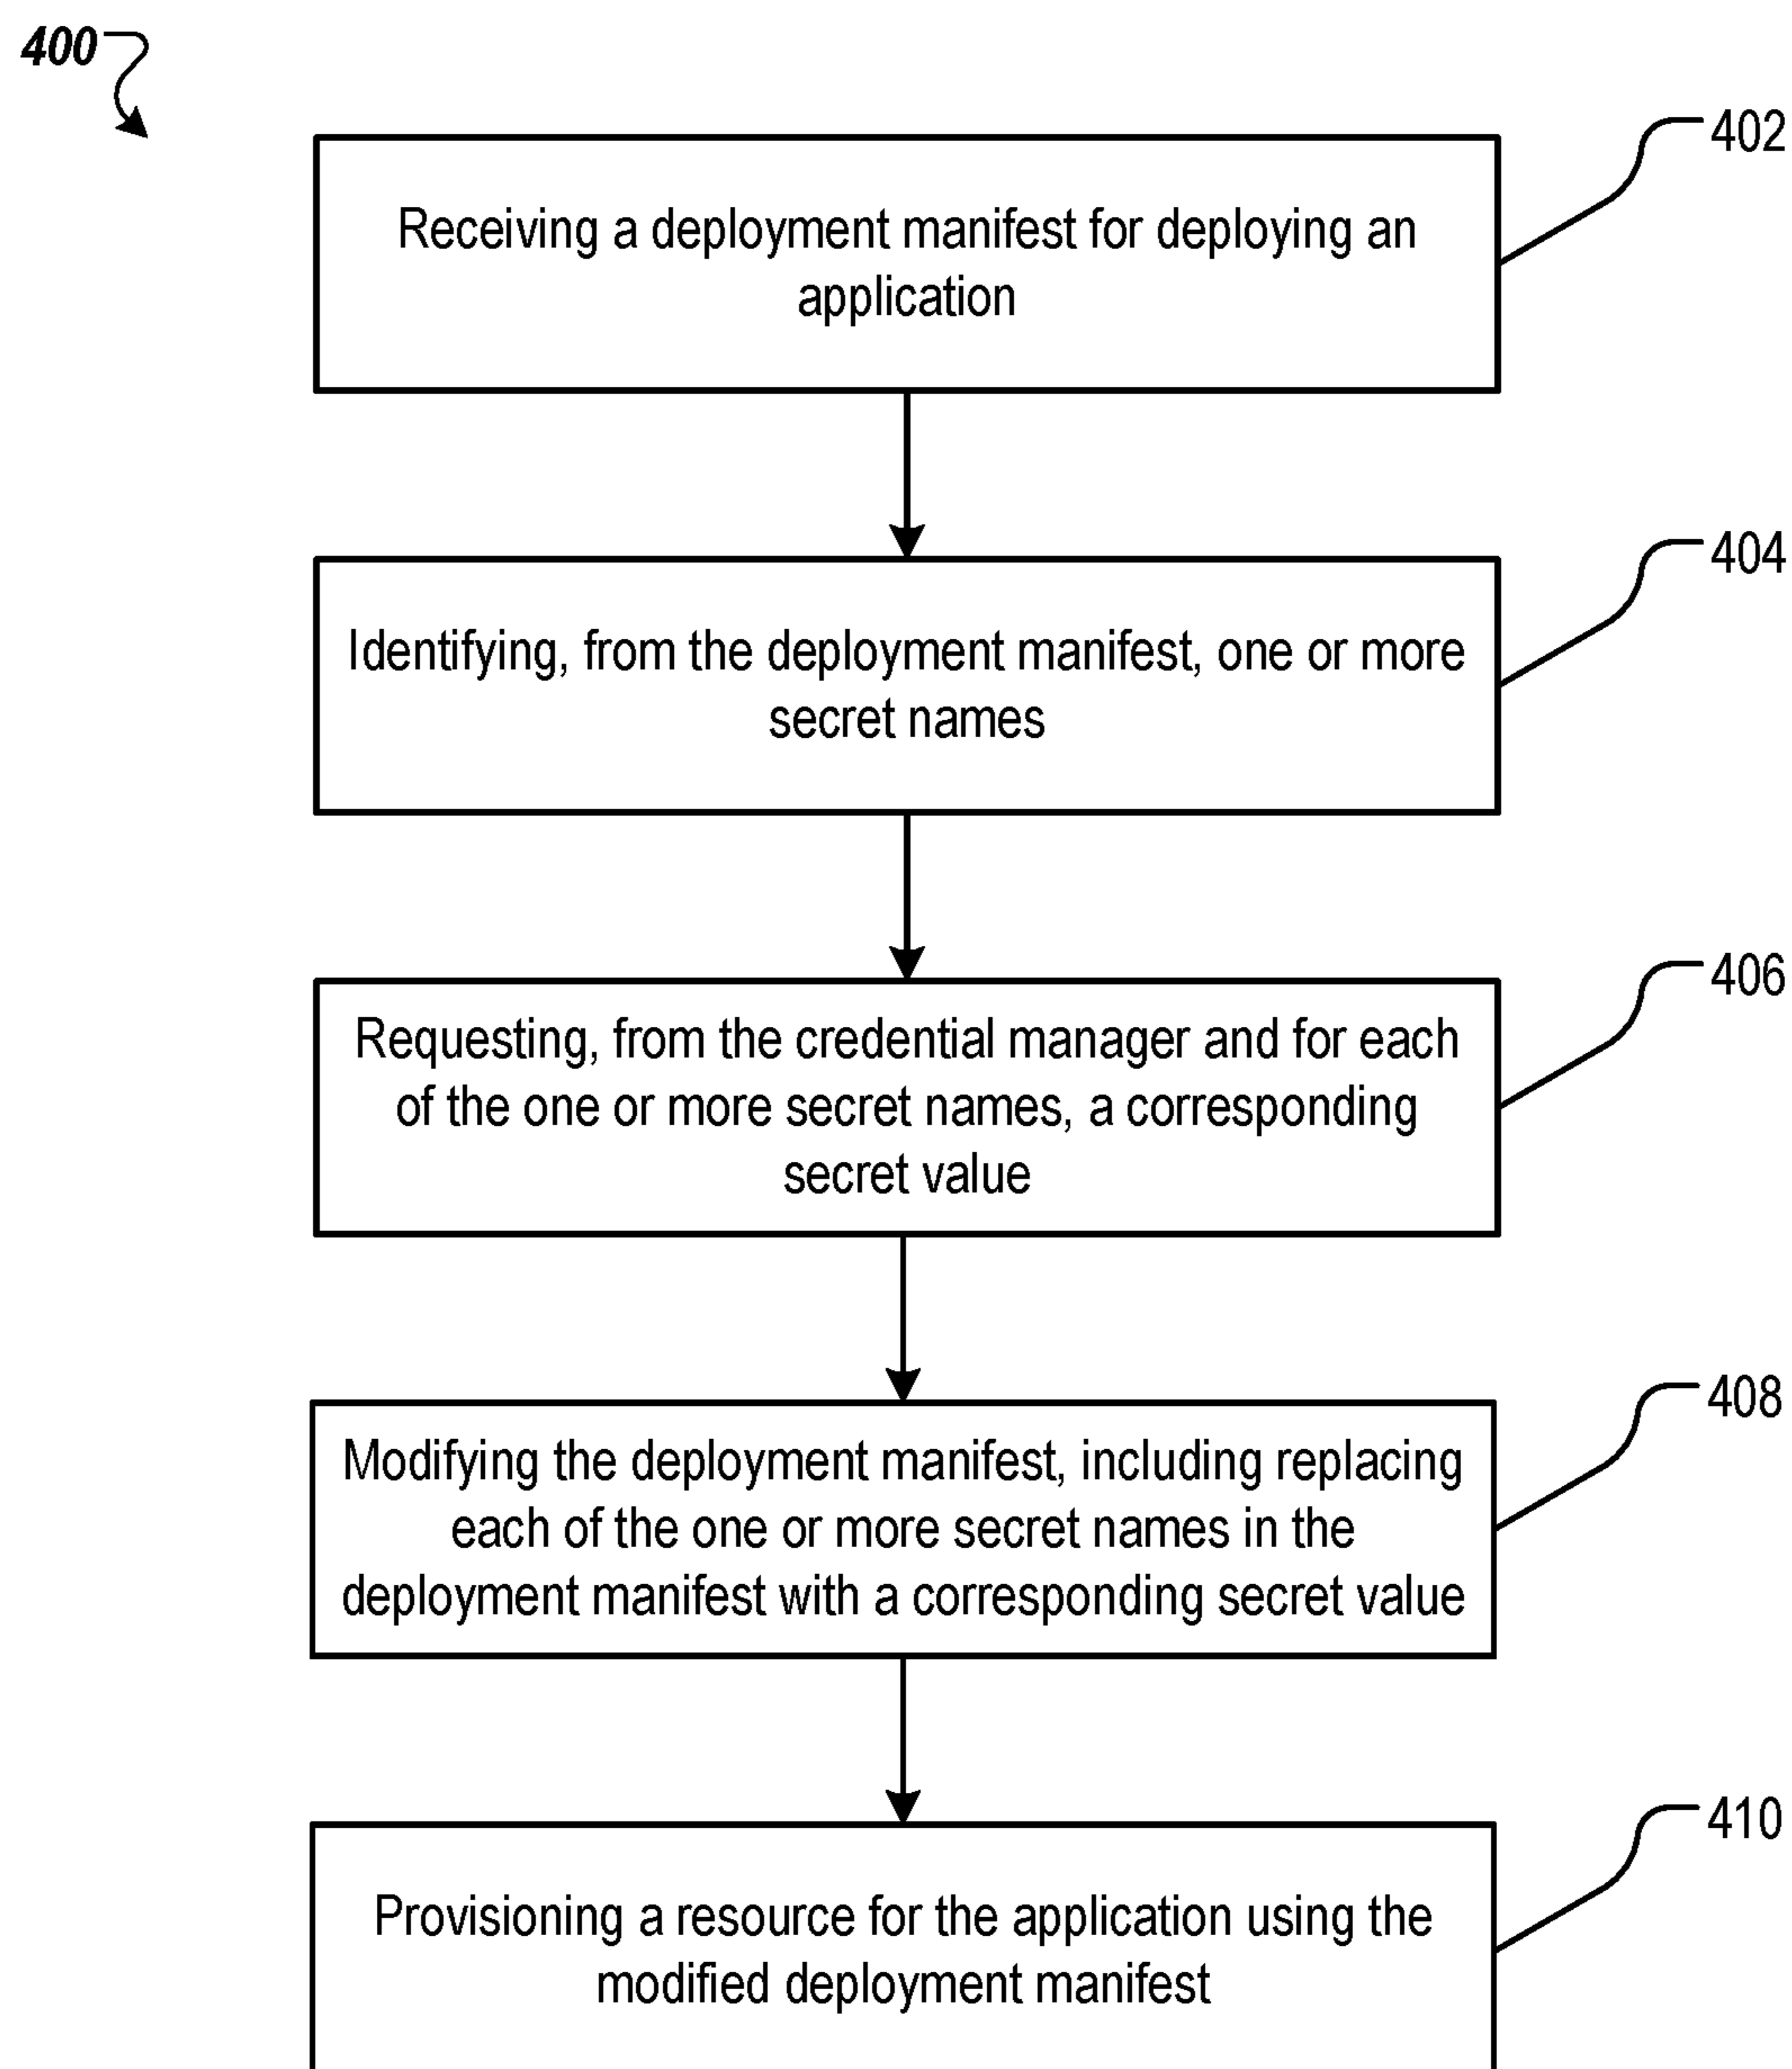 400
402
Receiving a deployment manifest for deploying an
application
404
Identifying, from the deployment manifest, one or more
secret names
406
Requesting, from the credential manager and for each
of the one or more secret names, a corresponding
secret value
408
Modifying the deployment manifest, including replacing
each of the one or more secret names in the
deployment manifest with a corresponding secret value
410
Provisioning a resource for the application using the
modified deployment manifest